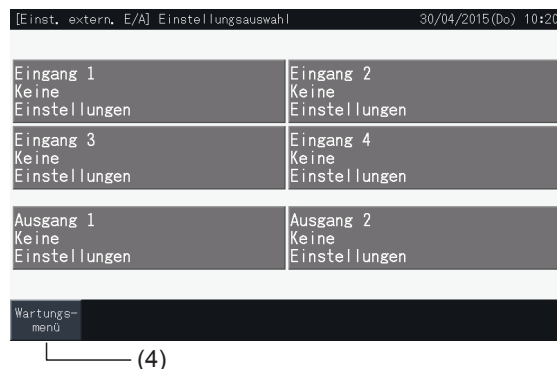 [Einst. extern. E/A] Einstellungsauswahl 30/04/2015(Do) 10:20
Eingang 1
Keine
Einstellungen
Eingang 2
Keine
Einstellungen
Eingang 3
Keine
Einstellungen
Eingang 4
Keine
Einstellungen
Ausgang 1
Keine
Einstellungen
Ausgang 2
Keine
Einstellungen
Wartungs-
menü
(4)